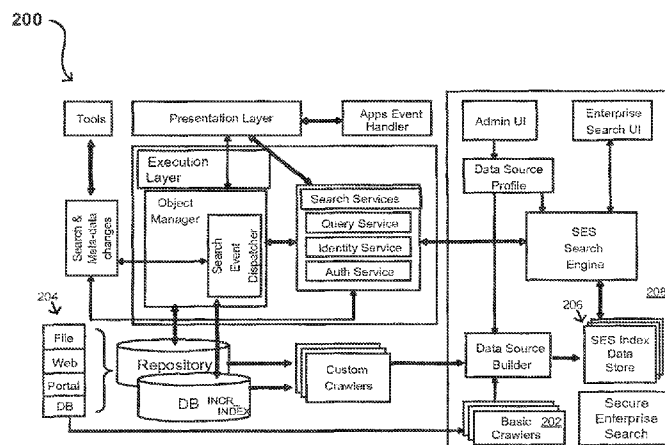 200
Tools
Presentation Layer
Apps Event
Handler
Admin UI
Enterprise
Search UI
Execution
Layer
Data Source
Profile
Object
Manager
Search Services
Query Service
Identity Service
Auth Service
Search
Event
Dispatcher
Search &
Meta-data
changes
SES
Search
Engine
208
204
206
File
Web
Portal
DB
Repository
DB
INCR_
INDEX
Custom
Crawlers
Data Source
Builder
SES Index
Data
Store
202
Basic
Crawlers
Secure
Enterprise
Search